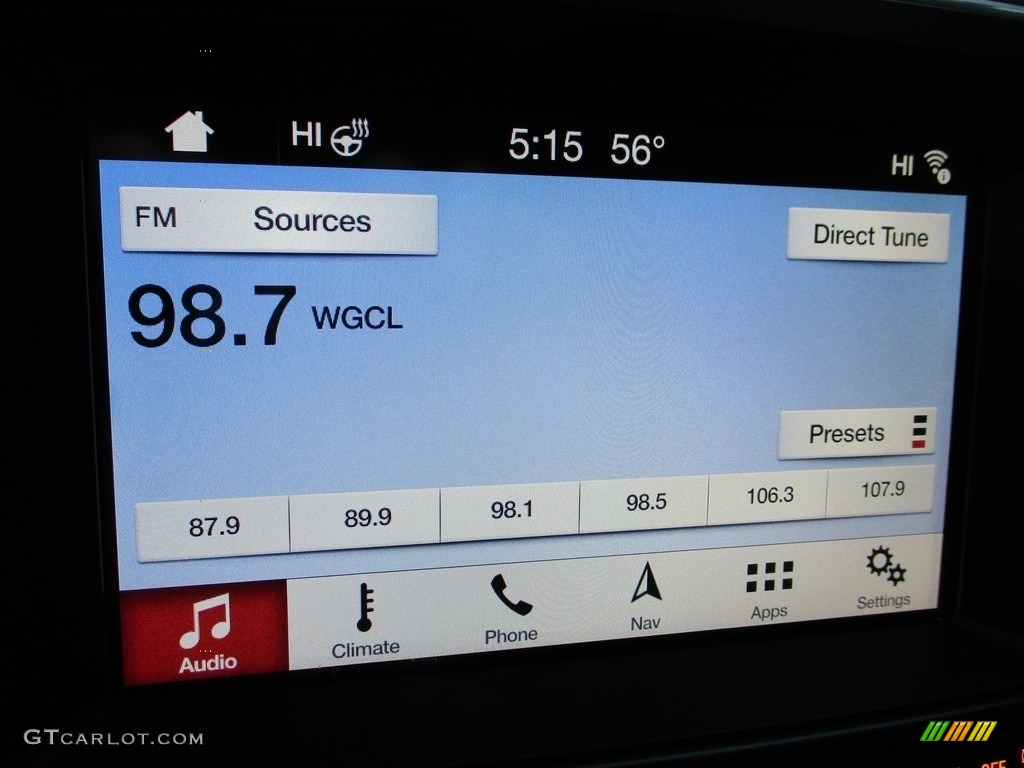 HI 5:15 56° HI
FM Sources
Direct Tune
98.7 WGCL
Presets
87.9 89.9 98.1 98.5 106.3 107.9
Audio Climate Phone Nav Apps Settings
GTCARLOT.COM
OFF